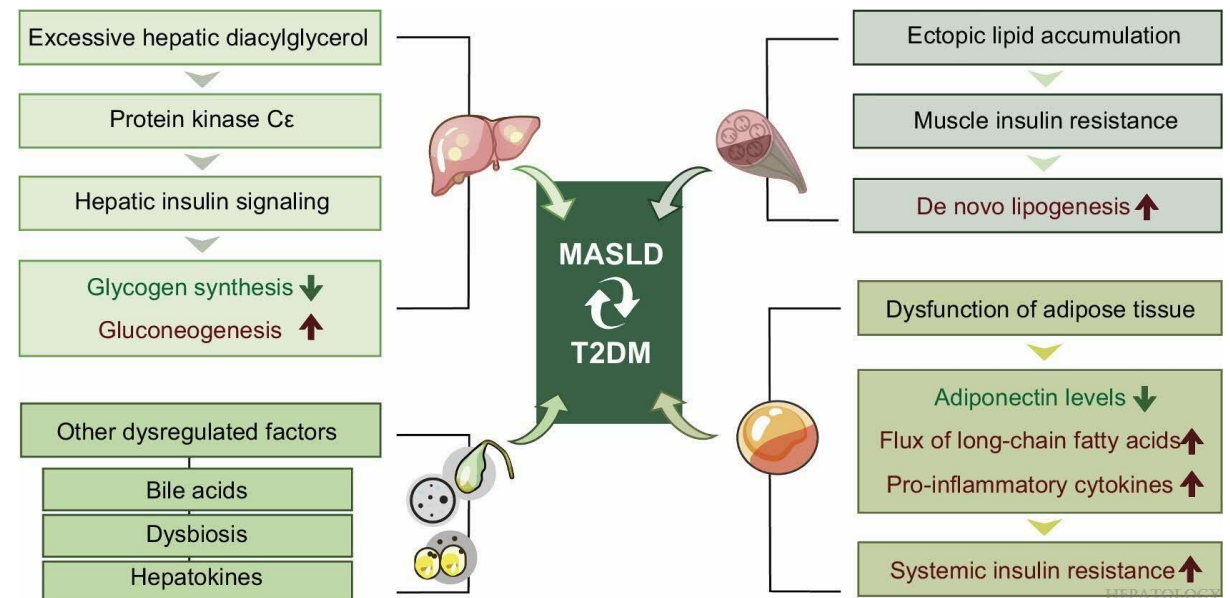 Excessive hepatic diacylglycerol
Protein kinase Cε
Hepatic insulin signaling
Glycogen synthesis ↓
Gluconeogenesis ↑
Other dysregulated factors
Bile acids
Dysbiosis
Hepatokines
MASLD
T2DM
Ectopic lipid accumulation
Muscle insulin resistance
De novo lipogenesis ↑
Dysfunction of adipose tissue
Adiponectin levels ↓
Flux of long-chain fatty acids ↑
Pro-inflammatory cytokines ↑
Systemic insulin resistance ↑
HEPATOLOGY